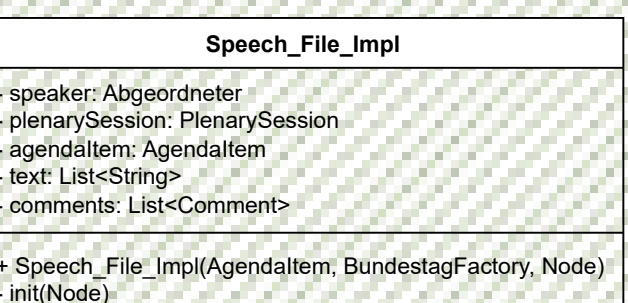 Speech_File_Impl
- speaker: Abgeordneter
- plenarySession: PlenarySession
- agendaItem: AgendaItem
- text: List<String>
- comments: List<Comment>
+ Speech_File_Impl(AgendaItem, BundestagFactory, Node)
- init(Node)